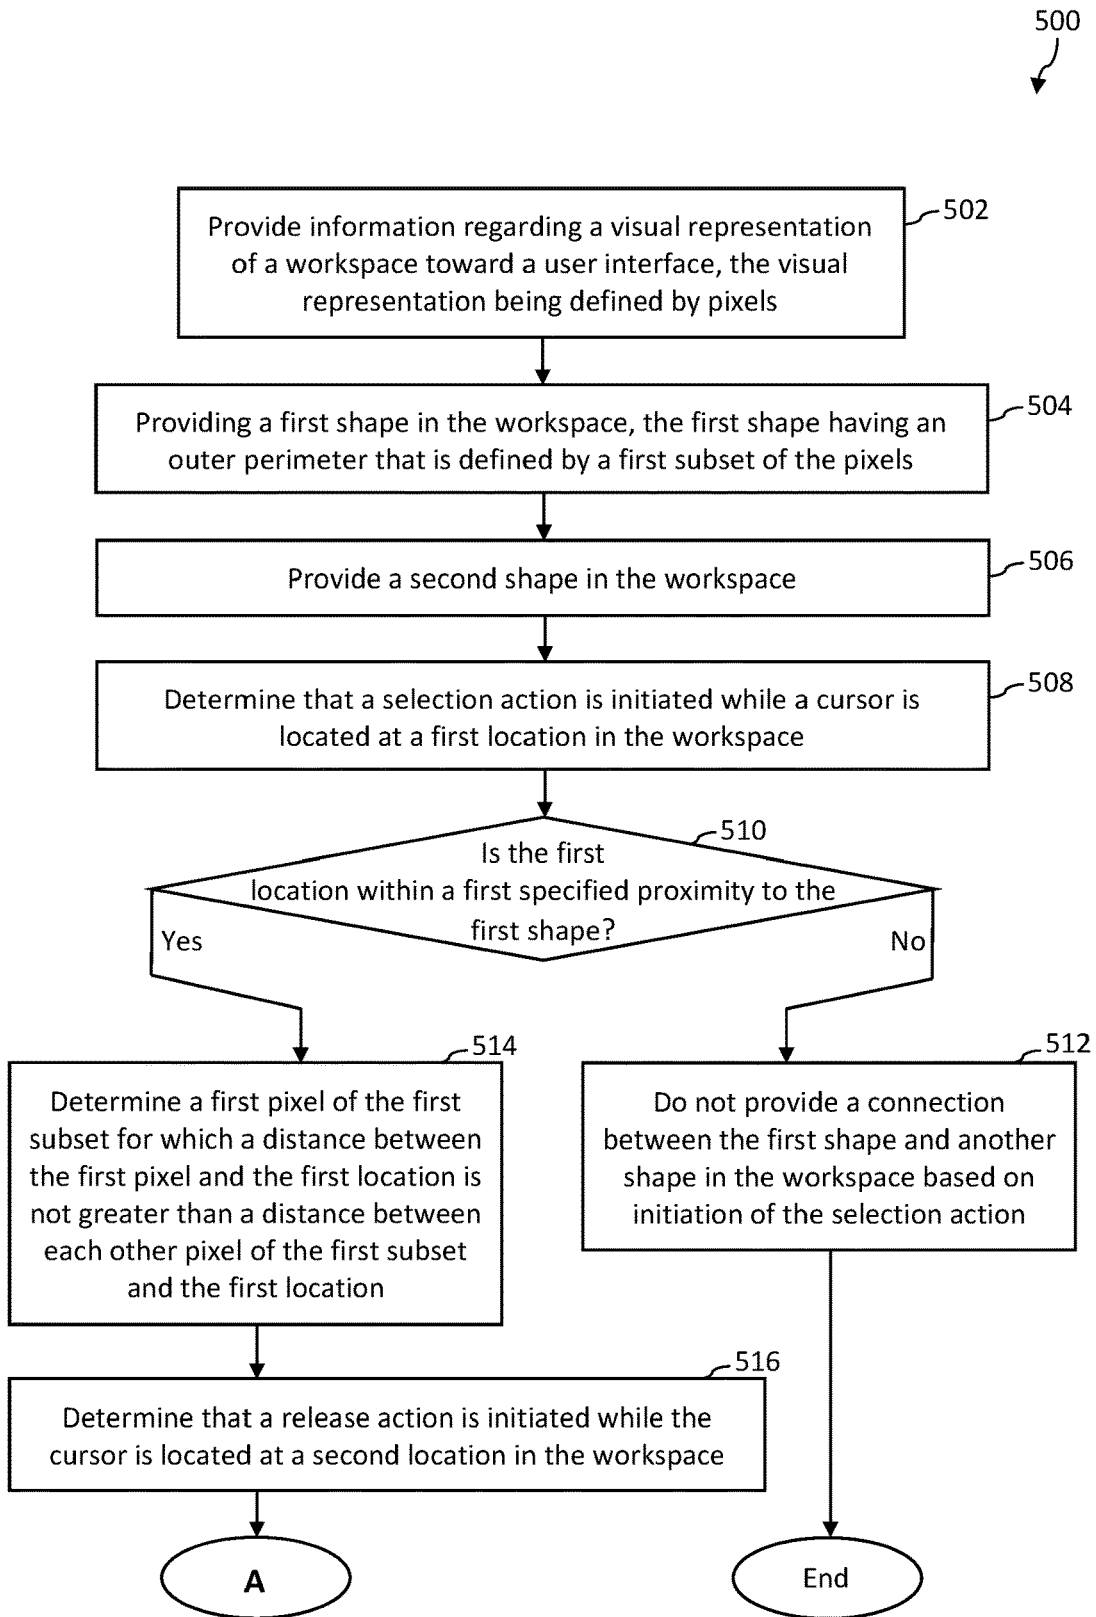 500
502
Provide information regarding a visual representation
of a workspace toward a user interface, the visual
representation being defined by pixels
504
Providing a first shape in the workspace, the first shape having an
outer perimeter that is defined by a first subset of the pixels
506
Provide a second shape in the workspace
508
Determine that a selection action is initiated while a cursor is
located at a first location in the workspace
510
Is the first
location within a first specified proximity to the
first shape?
Yes
No
514
Determine a first pixel of the first
subset for which a distance between
the first pixel and the first location is
not greater than a distance between
each other pixel of the first subset
and the first location
512
Do not provide a connection
between the first shape and another
shape in the workspace based on
initiation of the selection action
516
Determine that a release action is initiated while the
cursor is located at a second location in the workspace
A
End